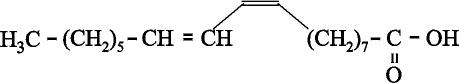 H₃C – (CH₂)₅ – CH = CH (CH₂)₇ – C – OH
O